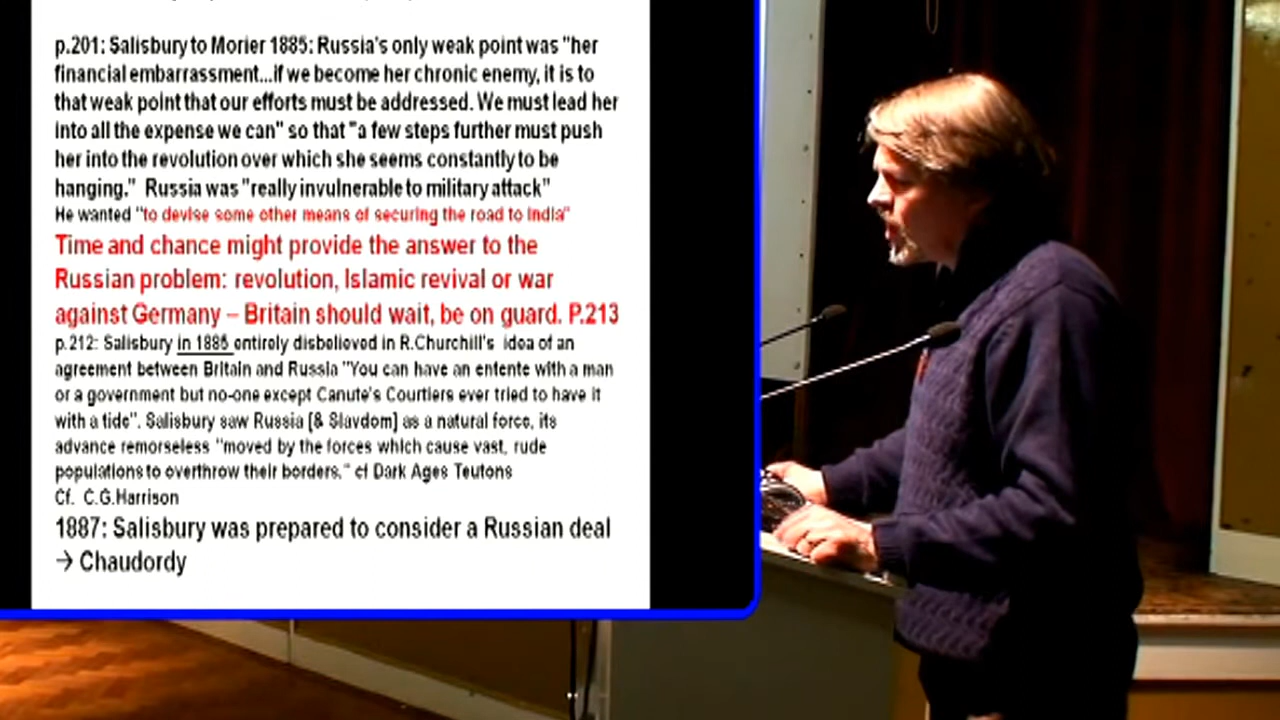 p.201: Salisbury to Morier 1885: Russia's only weak point was "her
financial embarrassment...if we become her chronic enemy, it is to
that weak point that our efforts must be addressed. We must lead her
into all the expense we can" so that "a few steps further must push
her into the revolution over which she seems constantly to be
hanging." Russia was "really invulnerable to military attack"
He wanted "to devise some other means of securing the road to India"
Time and chance might provide the answer to the
Russian problem: revolution, Islamic revival or war
against Germany – Britain should wait, be on guard. P.213
p.212: Salisbury in 1886 entirely disbelieved in R.Churchill's idea of an
agreement between Britain and Russia "You can have an entente with a man
or a government but no-one except Canute's Courtiers ever tried to have it
with a tide". Salisbury saw Russia [& Slavdom] as a natural force, its
advance remorseless "moved by the forces which cause vast, rude
populations to overthrow their borders." cf Dark Ages Teutons
Cf. C.G.Harrison
1887: Salisbury was prepared to consider a Russian deal
→ Chaudordy